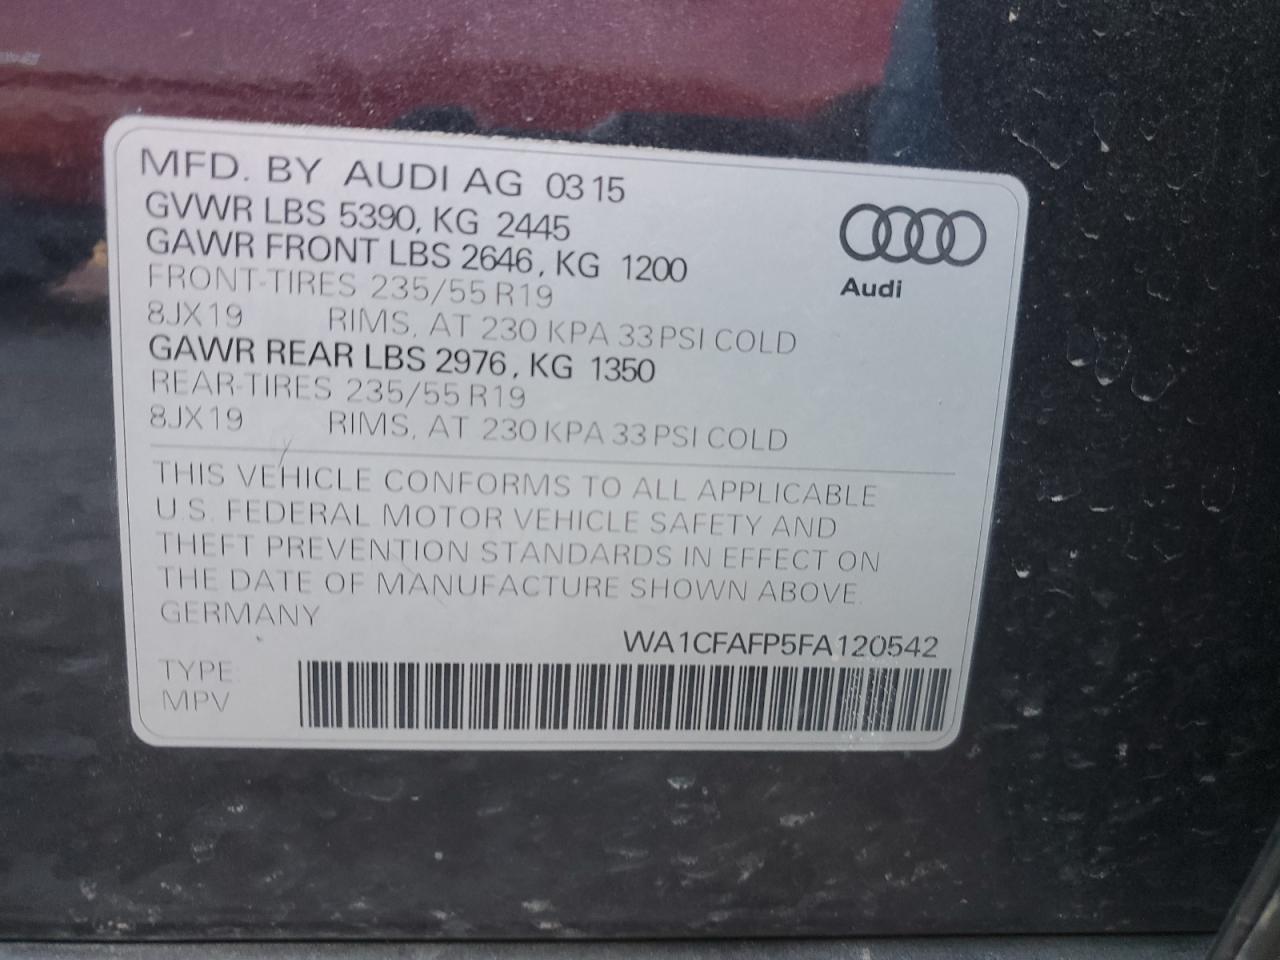 MFD. BY AUDI AG 0315
GVWR LBS 5390, KG 2445
GAWR FRONT LBS 2646, KG 1200
FRONT-TIRES 235/55 R19
8JX19 RIMS, AT 230 KPA 33 PSI COLD
GAWR REAR LBS 2976, KG 1350
REAR-TIRES 235/55 R19
8JX19 RIMS, AT 230 KPA 33 PSI COLD
Audi
THIS VEHICLE CONFORMS TO ALL APPLICABLE
U.S. FEDERAL MOTOR VEHICLE SAFETY AND
THEFT PREVENTION STANDARDS IN EFFECT ON
THE DATE OF MANUFACTURE SHOWN ABOVE.
GERMANY
WA1CFAFP5FA120542
TYPE
MPV